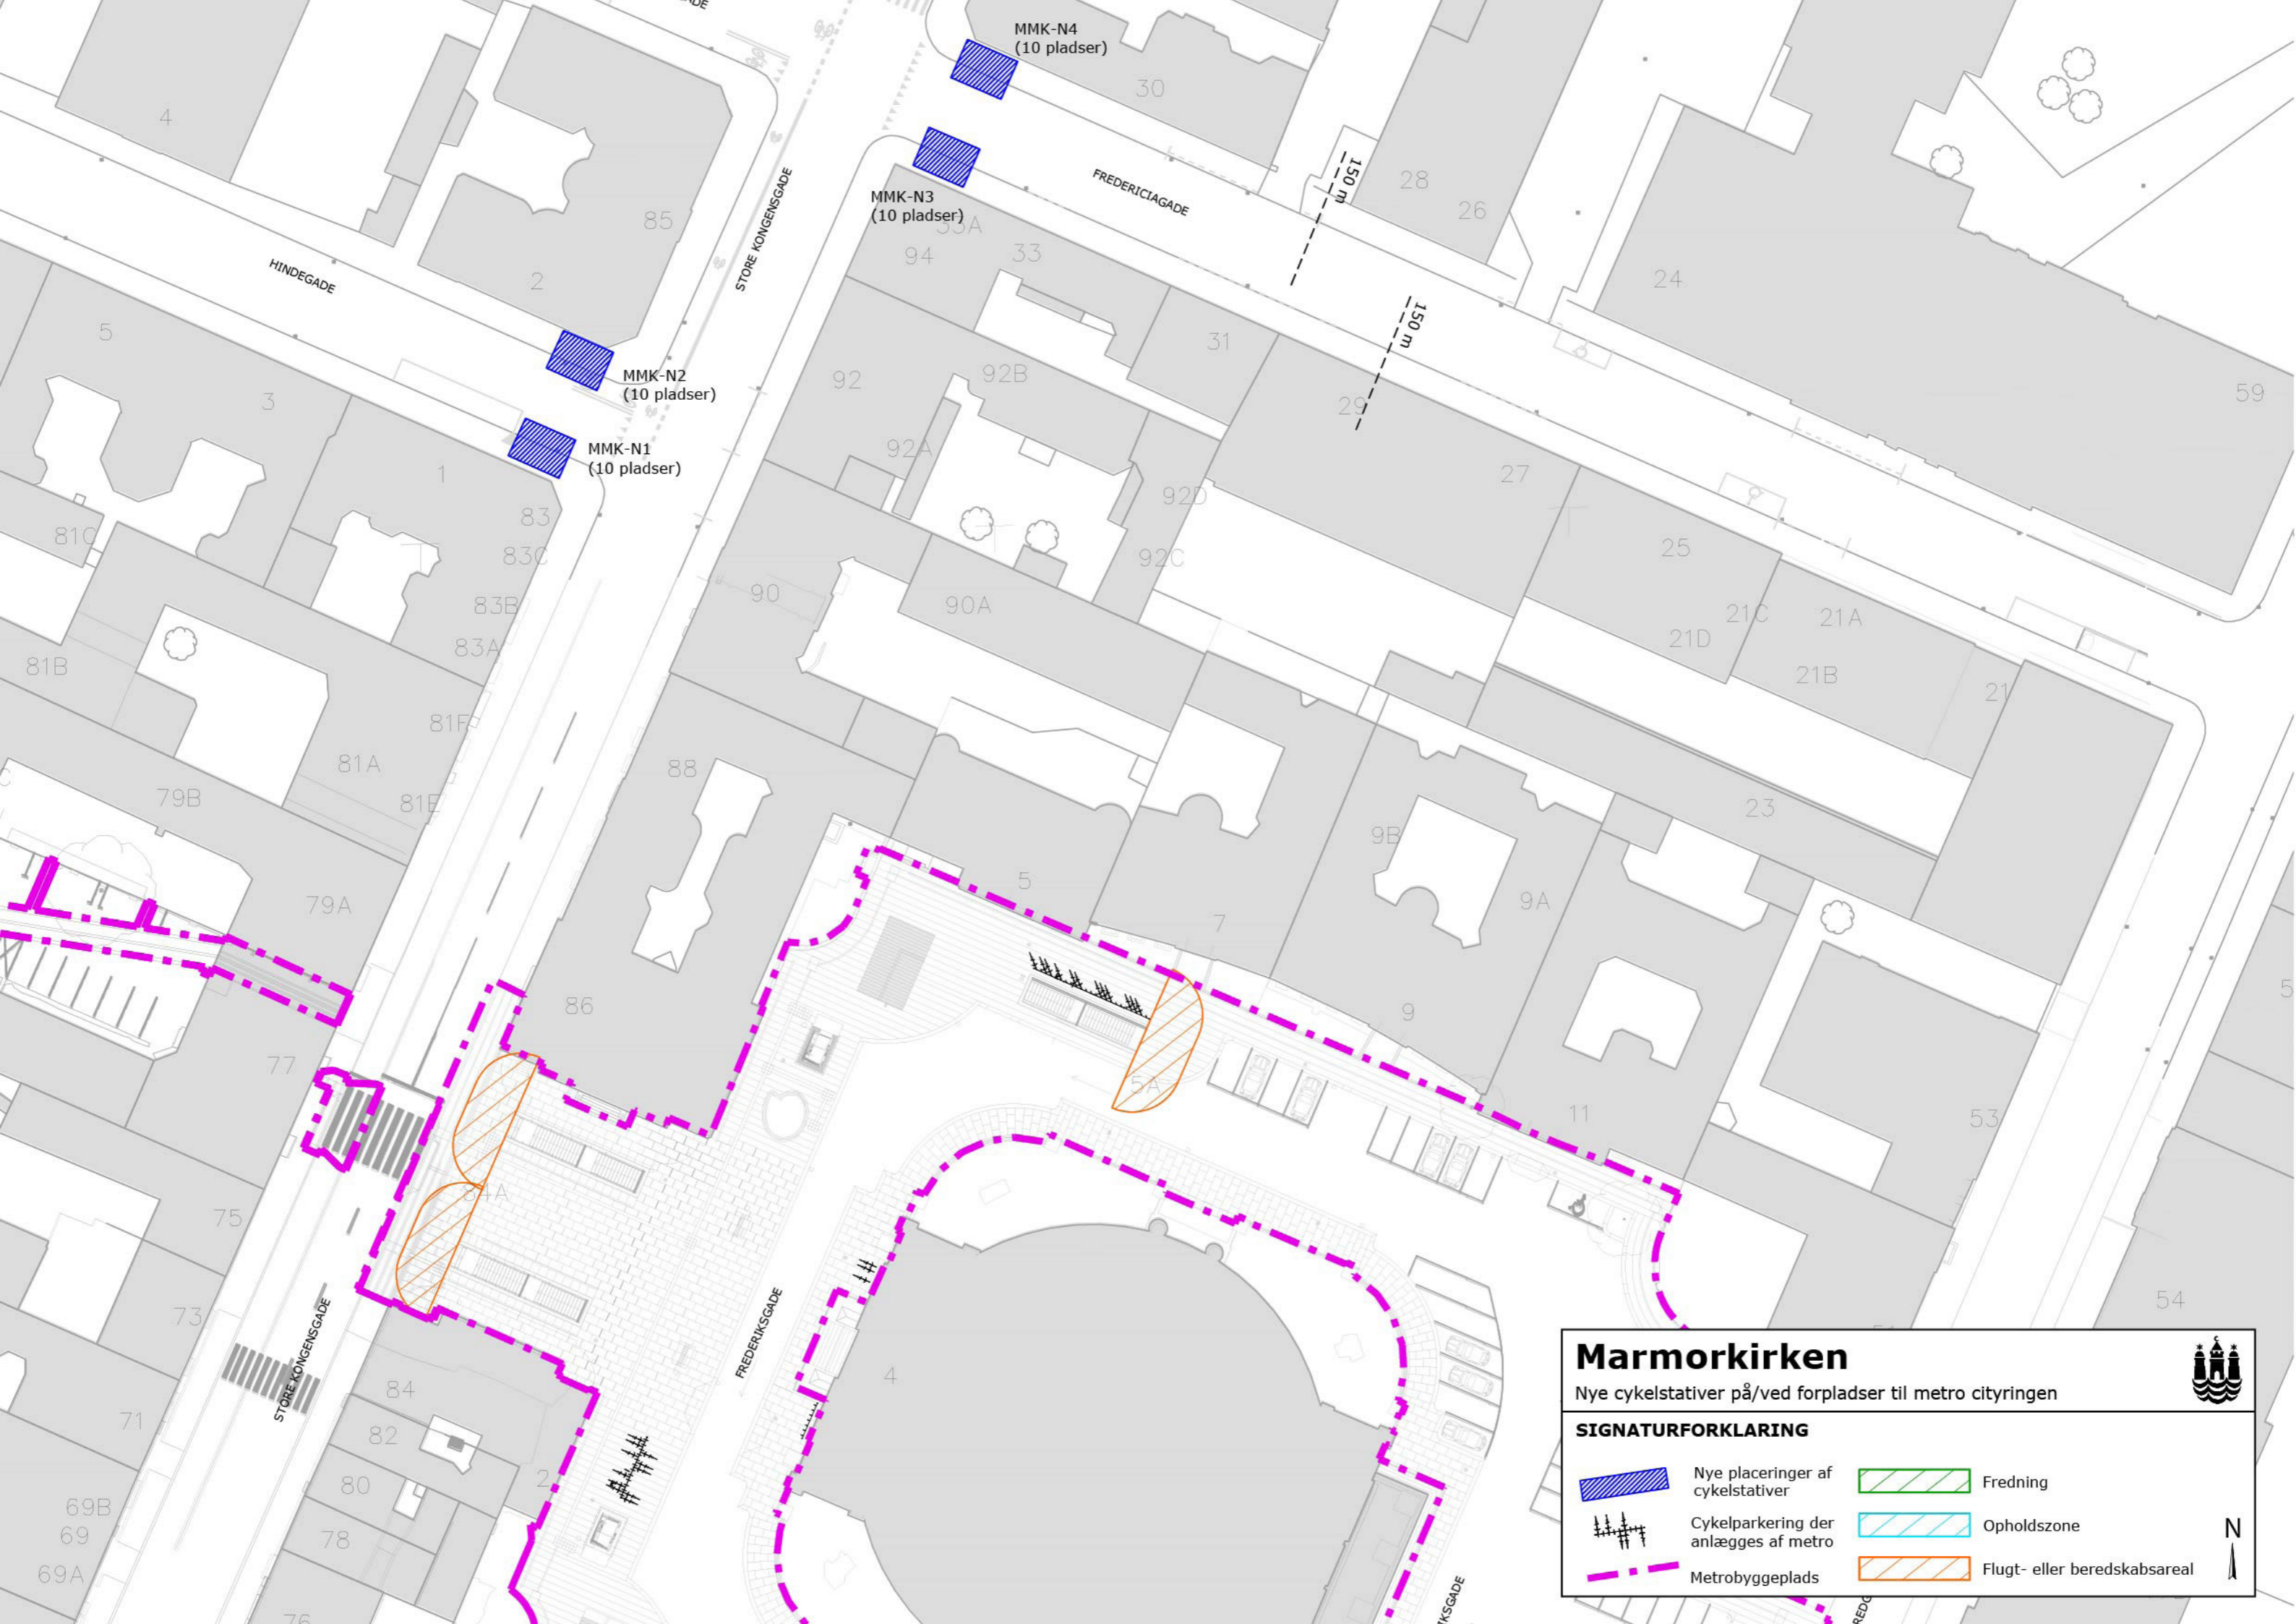 MMK-N4
(10 pladser)
30
4
FREDERICIAGADE
150 m
28
26
MMK-N3
(10 pladser)
33A
94
33
85
STORE KONGENSGADE
2
HINDEGADE
24
150 m
5
31
92
92B
29
59
MMK-N2
(10 pladser)
3
92A
MMK-N1
(10 pladser)
1
27
92D
83
81C
83C
92C
25
90
90A
83B
21C
21A
83A
21D
81B
21B
21
81F
81A
88
79B
81E
23
9B
5
79A
9A
7
86
9
77
5A
11
53
84A
75
54
73
STORE KONGENSGADE
FREDERIKSGADE
4
84
71
82
2
80
69B
69
78
69A
Marmorkirken
Nye cykelstativer på/ved forpladser til metro cityringen
SIGNATURFORKLARING
Nye placeringer af
cykelstativer
Cykelparkering der
anlægges af metro
Metrobyggeplads
Fredning
Opholdszone
Flugt- eller beredskabsareal
N